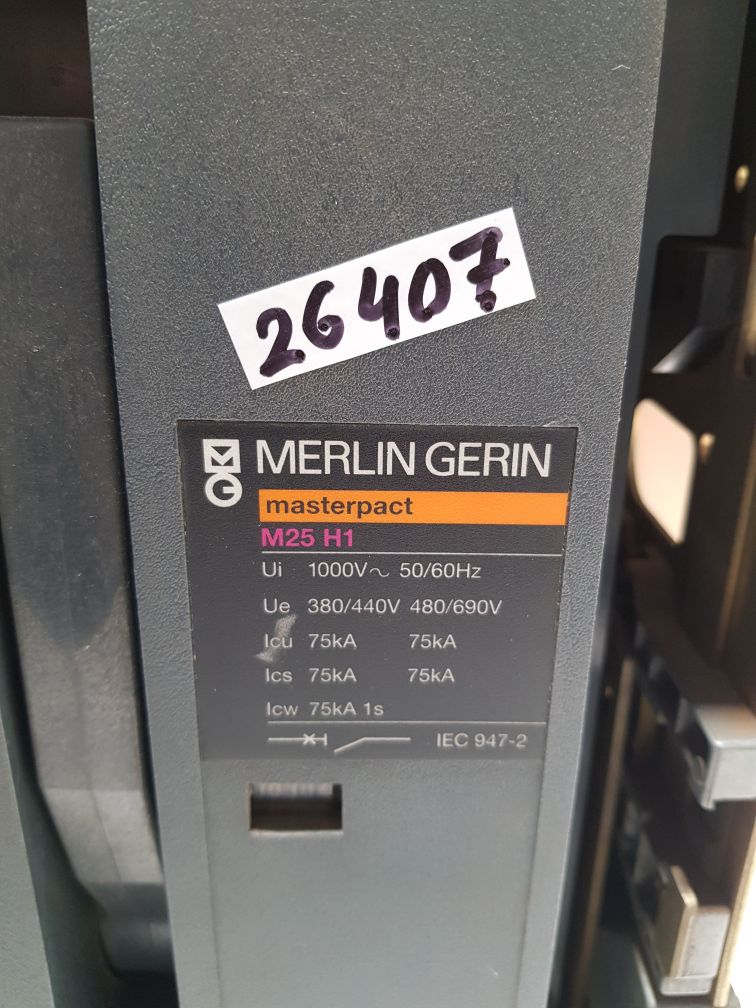 26407
MERLIN GERIN
masterpact
M25 H1
Ui 1000V~ 50/60Hz
Ue 380/440V 480/690V
Icu 75kA 75kA
Ics 75kA 75kA
Icw 75kA 1s
IEC 947-2